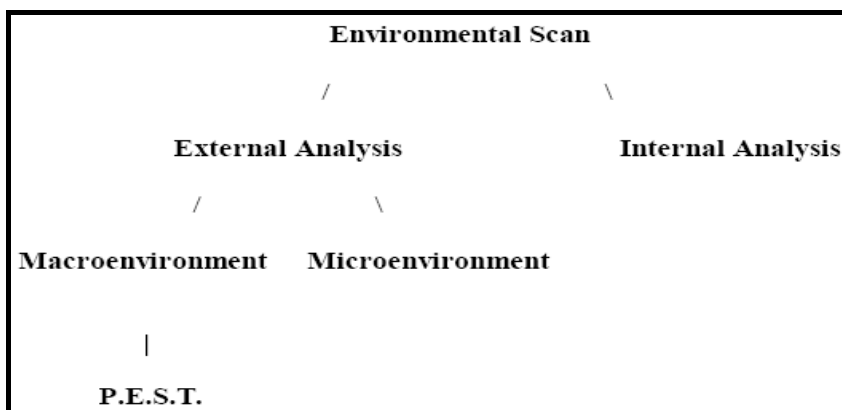 Environmental Scan
/ \
External Analysis Internal Analysis
/ \
Macroenvironment Microenvironment
|
P.E.S.T.